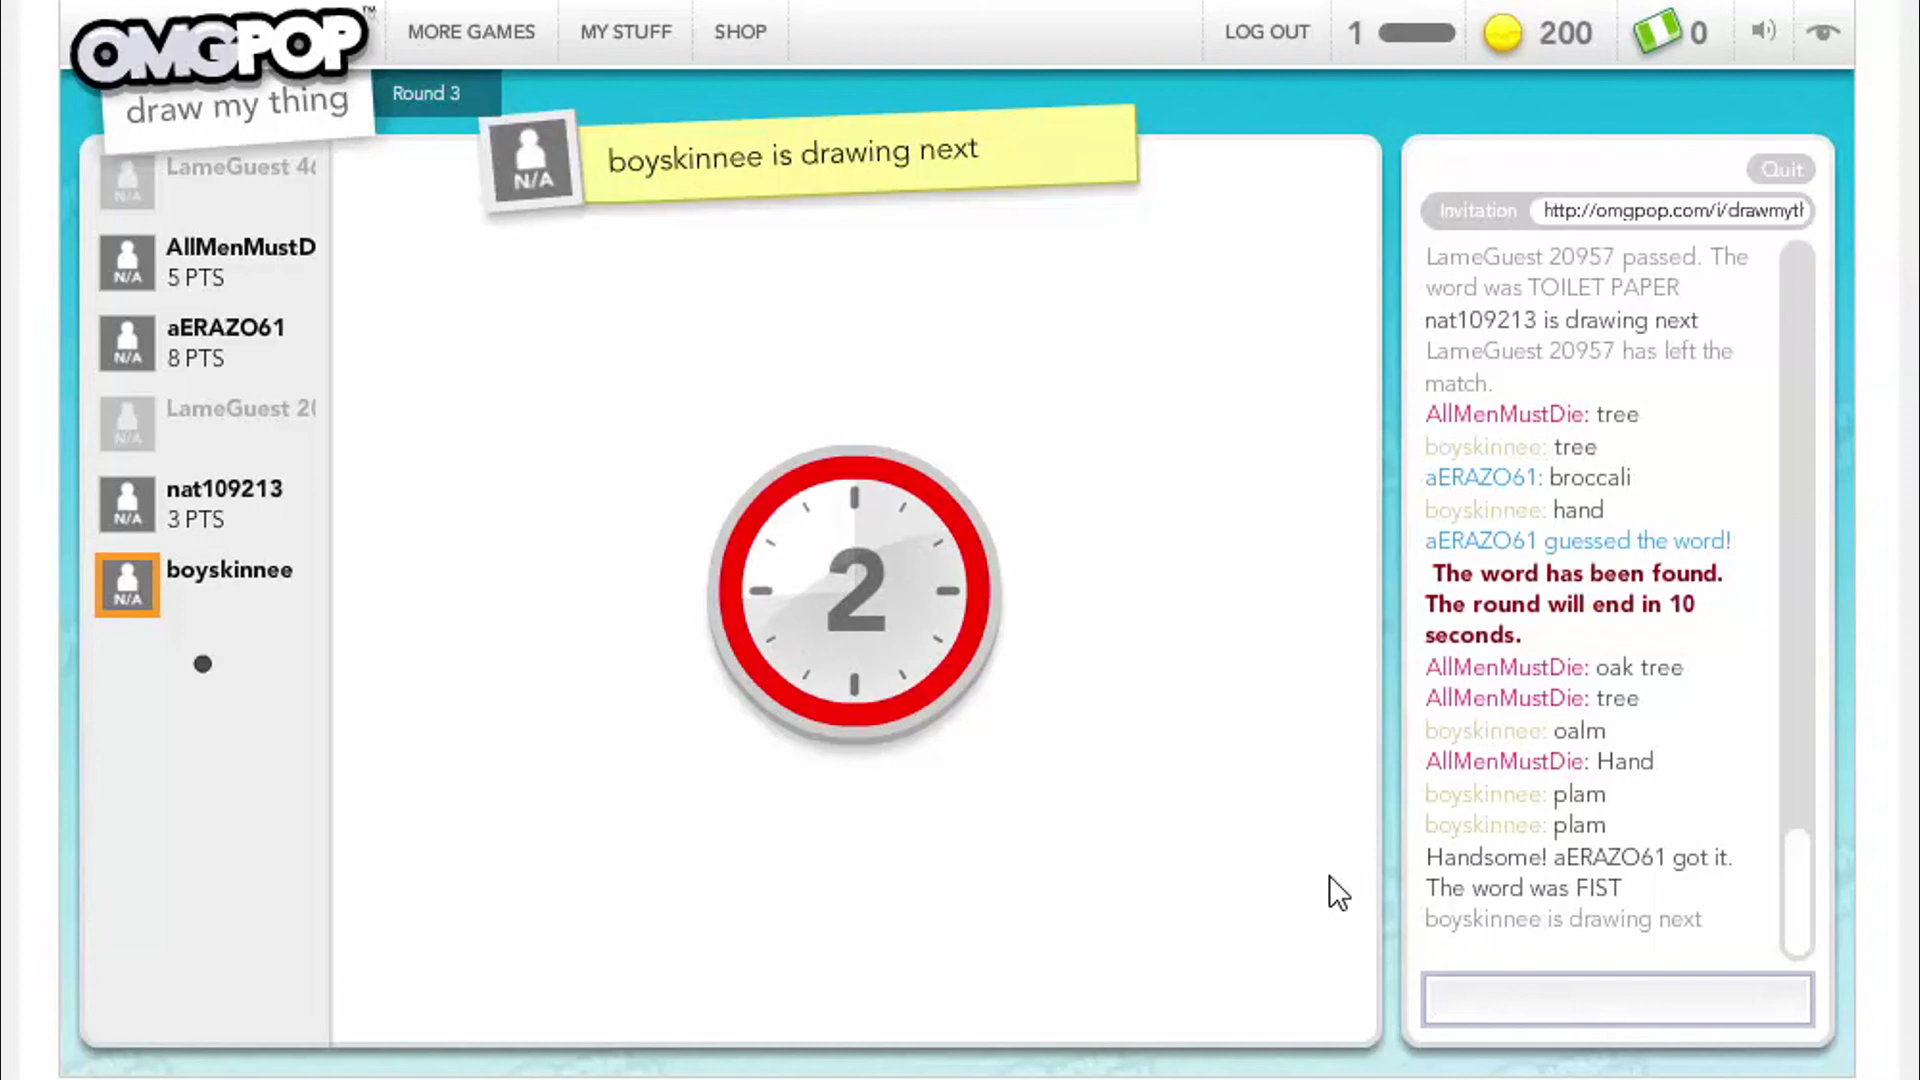 OMGPOP™
MORE GAMES
MY STUFF
SHOP
LOG OUT
1
200
0
draw my thing
Round 3
N/A
boyskinnee is drawing next
N/A
LameGuest 46
N/A
AllMenMustD
5 PTS
N/A
aERAZO61
8 PTS
N/A
LameGuest 20
N/A
nat109213
3 PTS
N/A
boyskinnee
2
Quit
Invitation
http://omgpop.com/i/drawmyth
LameGuest 20957 passed. The
word was TOILET PAPER
nat109213 is drawing next
LameGuest 20957 has left the
match.
AllMenMustDie: tree
boyskinnee: tree
aERAZO61: broccali
boyskinnee: hand
aERAZO61 guessed the word!
The word has been found.
The round will end in 10
seconds.
AllMenMustDie: oak tree
AllMenMustDie: tree
boyskinnee: oalm
AllMenMustDie: Hand
boyskinnee: plam
boyskinnee: plam
Handsome! aERAZO61 got it.
The word was FIST
boyskinnee is drawing next